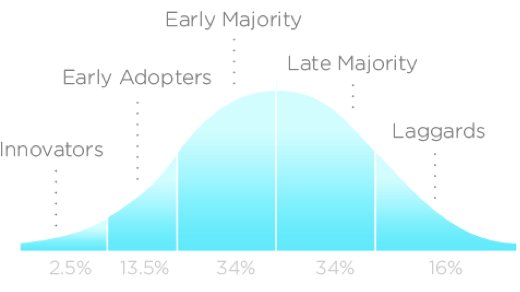 Early Majority
Late Majority
Early Adopters
Laggards
Innovators
2.5% 13.5% 34% 34% 16%